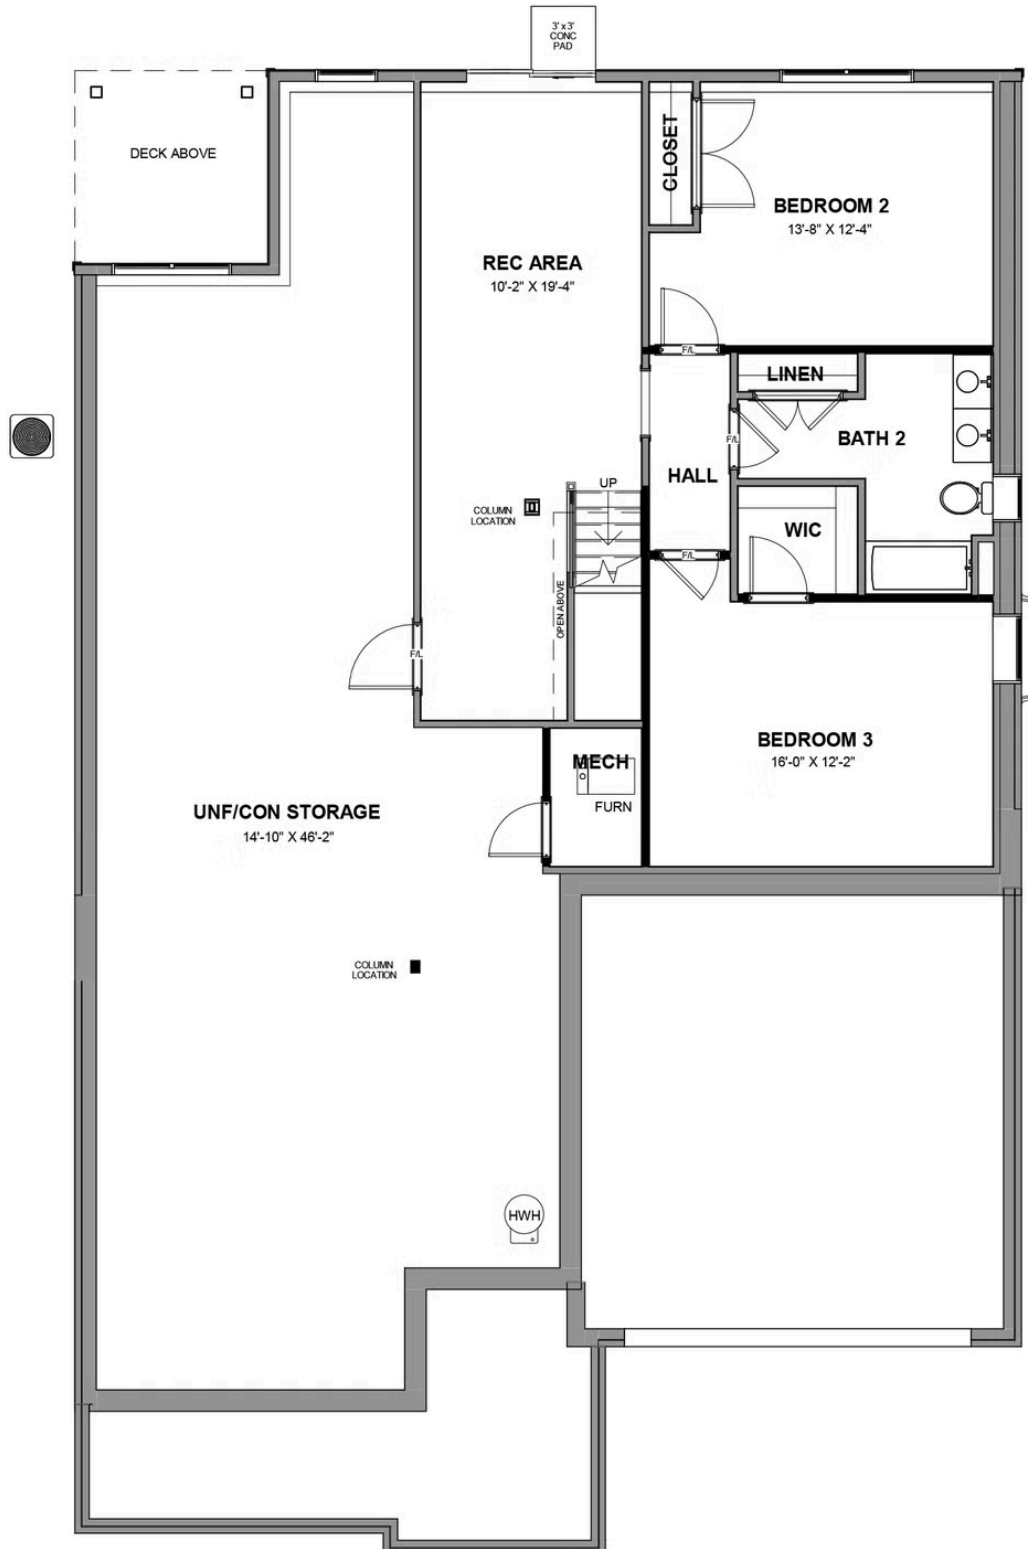 3' x 3'
CONC
PAD
DECK ABOVE
CLOSET
BEDROOM 2
13'-8" X 12'-4"
REC AREA
10'-2" X 19'-4"
F/L
LINEN
BATH 2
F/L
HALL
UP
COLUMN
LOCATION
WIC
F/L
OPEN ABOVE
F/L
BEDROOM 3
16'-0" X 12'-2"
MECH
FURN
UNF/CON STORAGE
14'-10" X 46'-2"
COLUMN
LOCATION
HWH